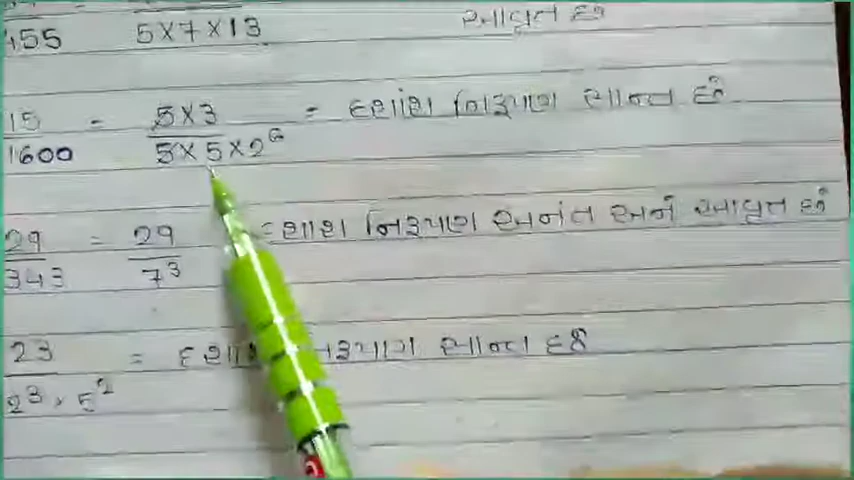 455 5×7×13 આવૃત છે
15 = 5×3 = દશાંશ નિરૂપણ સાન્ત છે
1600 5×5×2⁶
29 = 29 = શાંશ નિરૂપણ અનંત અને આવૃત છે
343 7³
23 = દશાંશ નિરૂપણ સાન્ત છે
2³ × 5²